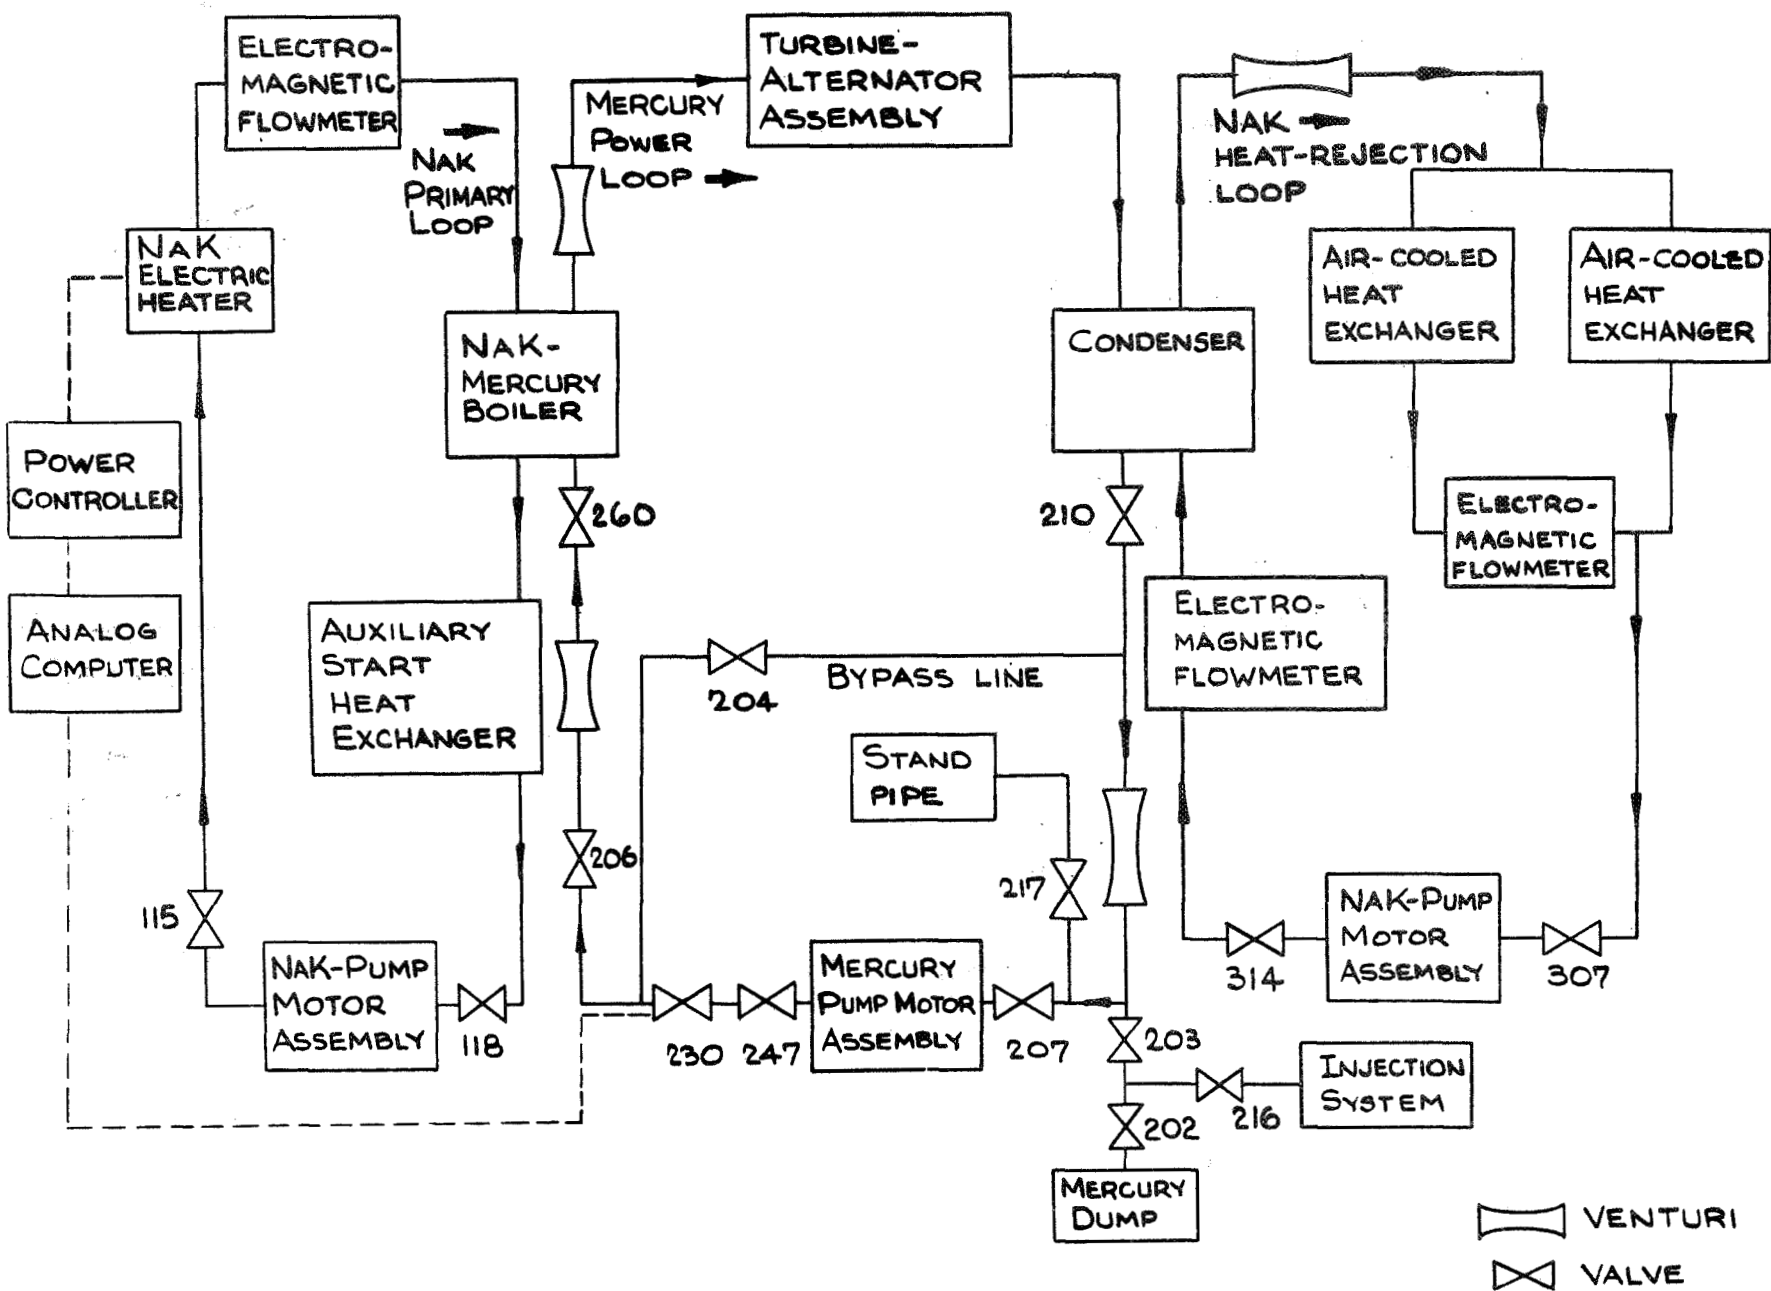 ELECTRO-
MAGNETIC
FLOWMETER
NAK
PRIMARY
LOOP
MERCURY
POWER
LOOP
TURBINE-
ALTERNATOR
ASSEMBLY
NAK
HEAT-REJECTION
LOOP
NAK
ELECTRIC
HEATER
NAK-
MERCURY
BOILER
CONDENSER
AIR-COOLED
HEAT
EXCHANGER
AIR-COOLED
HEAT
EXCHANGER
POWER
CONTROLLER
260
210
ELECTRO-
MAGNETIC
FLOWMETER
ANALOG
COMPUTER
AUXILIARY
START
HEAT
EXCHANGER
204
BYPASS LINE
ELECTRO-
MAGNETIC
FLOWMETER
STAND
PIPE
206
217
115
NAK-PUMP
MOTOR
ASSEMBLY
118
230
247
MERCURY
PUMP MOTOR
ASSEMBLY
207
203
314
NAK-PUMP
MOTOR
ASSEMBLY
307
216
INJECTION
SYSTEM
202
MERCURY
DUMP
VENTURI
VALVE